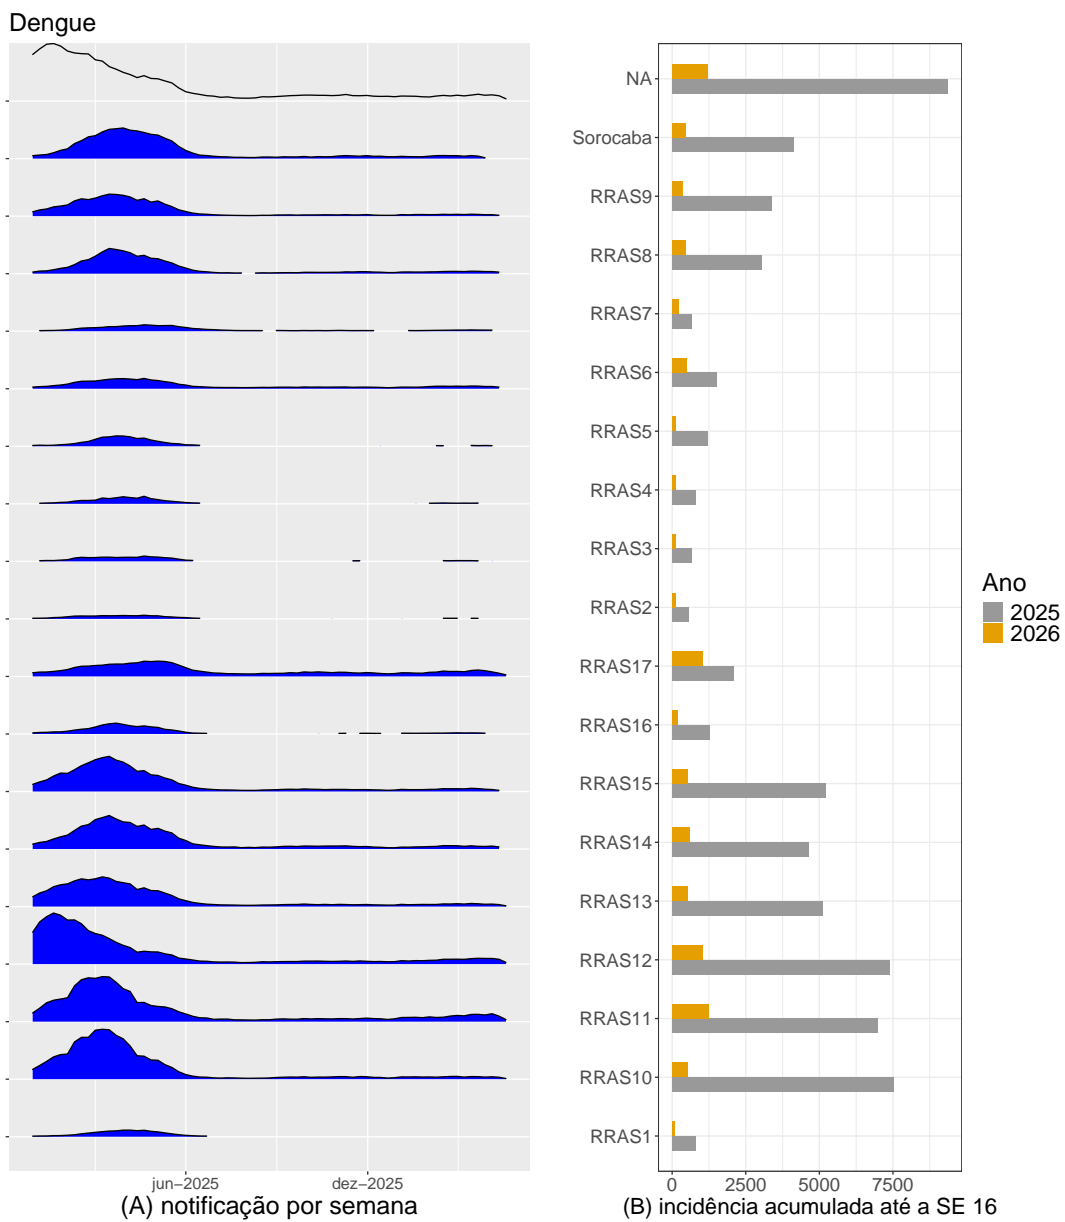 Dengue
NA
Sorocaba
RRAS9
RRAS8
RRAS7
RRAS6
RRAS5
RRAS4
RRAS3
RRAS2
RRAS17
RRAS16
RRAS15
RRAS14
RRAS13
RRAS12
RRAS11
RRAS10
RRAS1
Ano
2025
2026
jun−2025 dez−2025
(A) notificação por semana
0 2500 5000 7500
(B) incidência acumulada até a SE 16